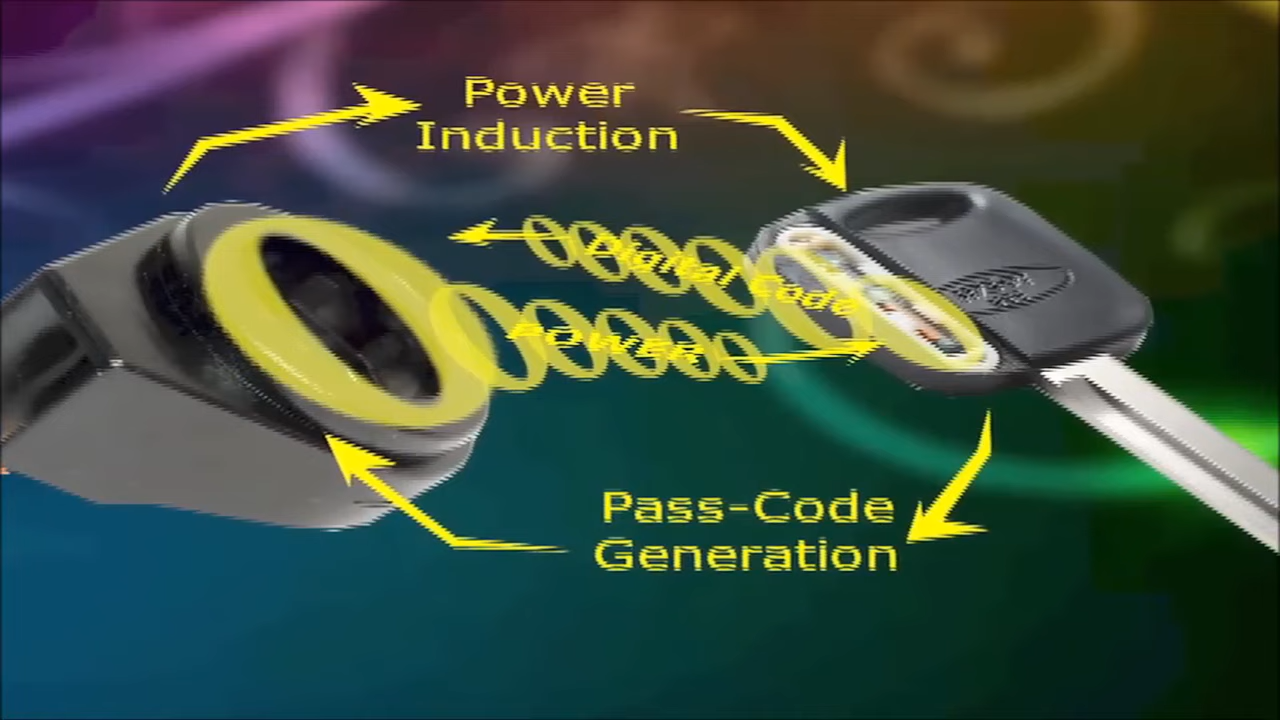 Power
Induction
Digital Code
POWER
Pass-Code
Generation